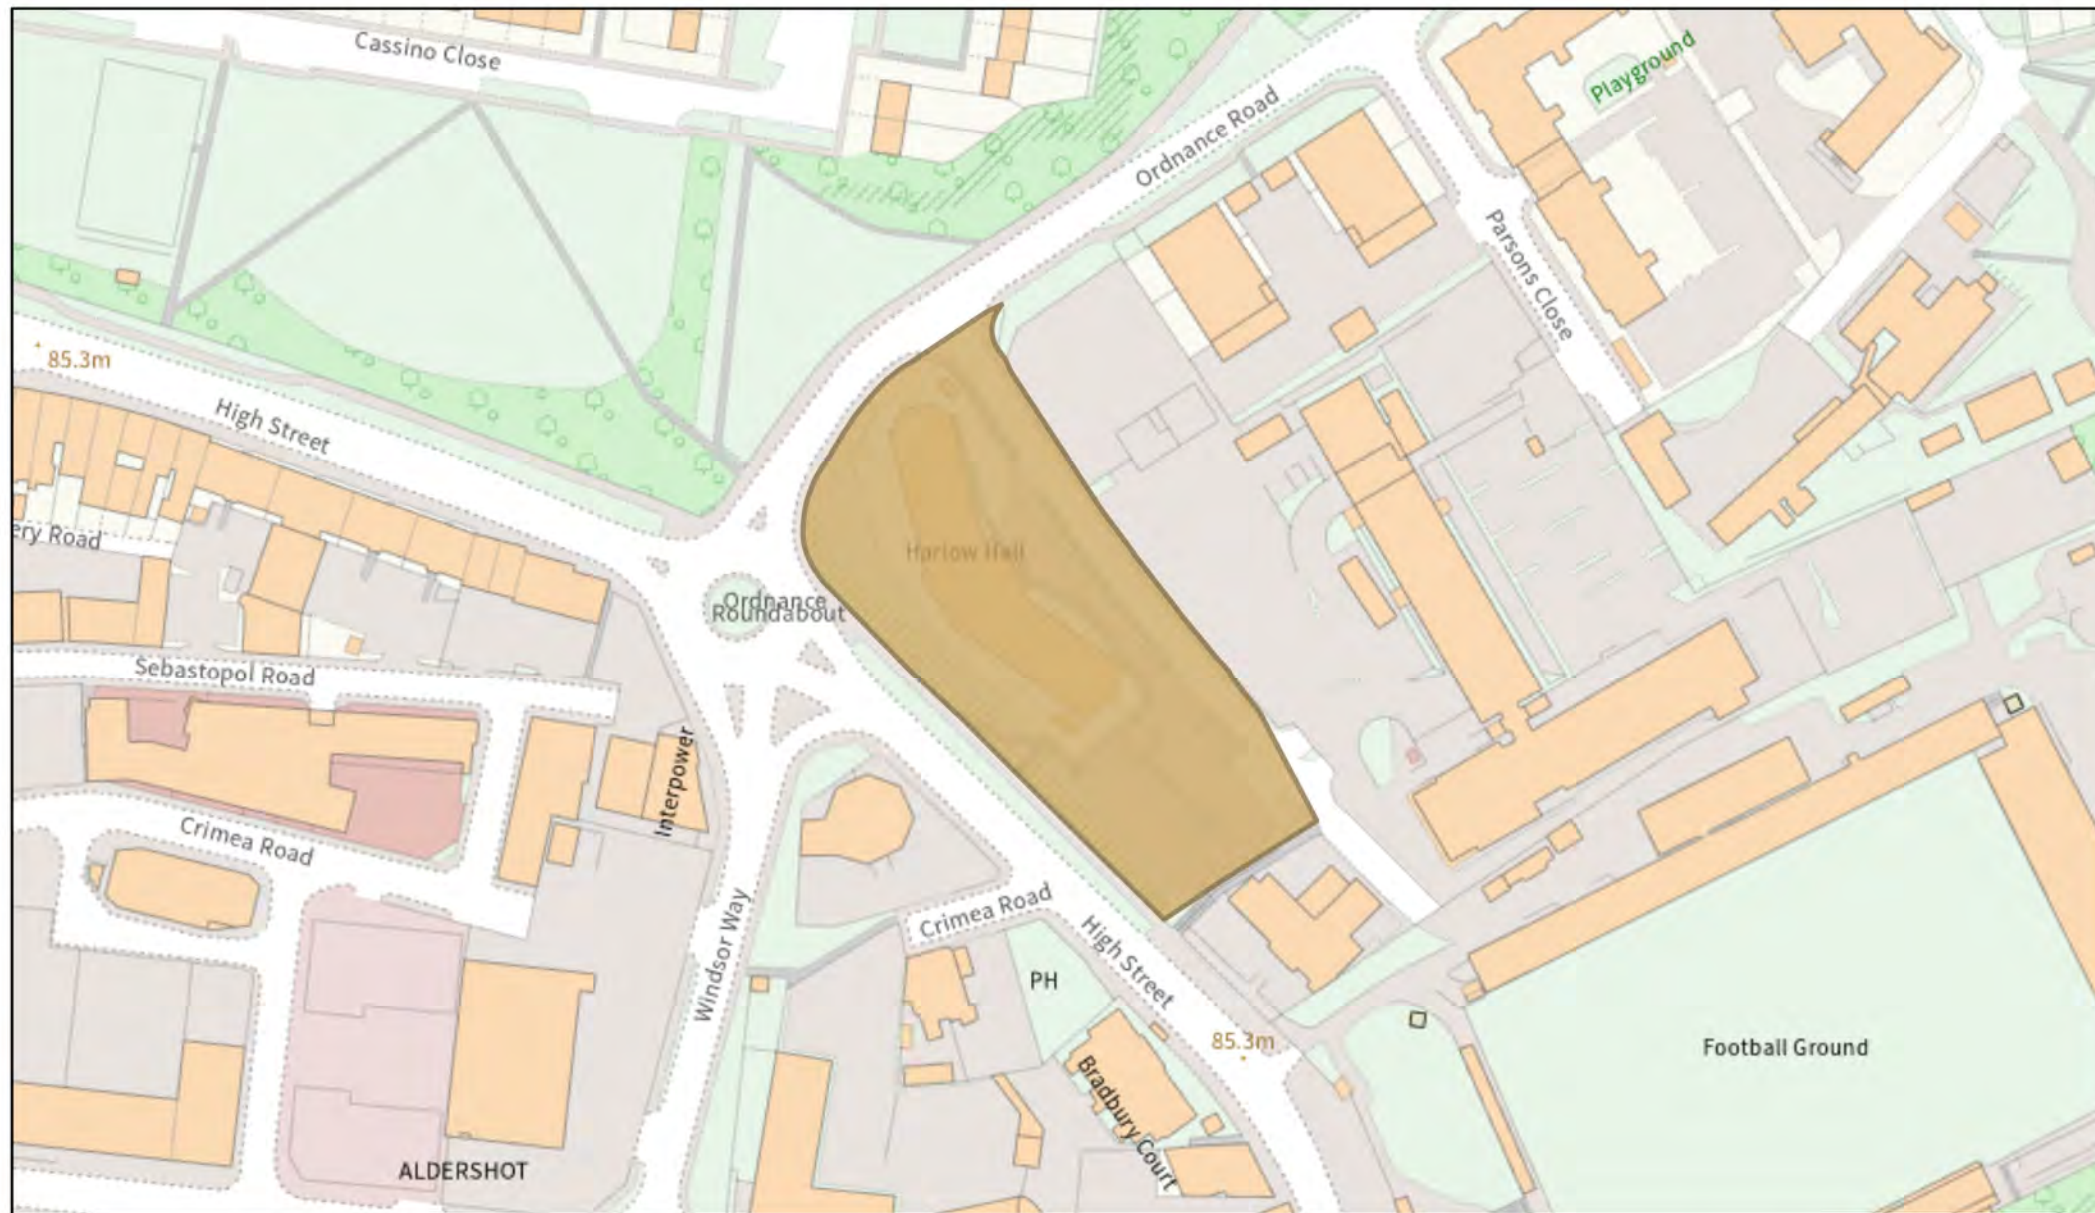 Cassino Close
Playground
Ordnance Road
Parsons Close
85.3m
High Street
ery Road
Harlow Hall
Ordnance
Roundabout
Sebastopol Road
Interpower
Crimea Road
Windsor Way
Crimea Road
High Street
PH
85.3m
Bradbury Court
Football Ground
ALDERSHOT